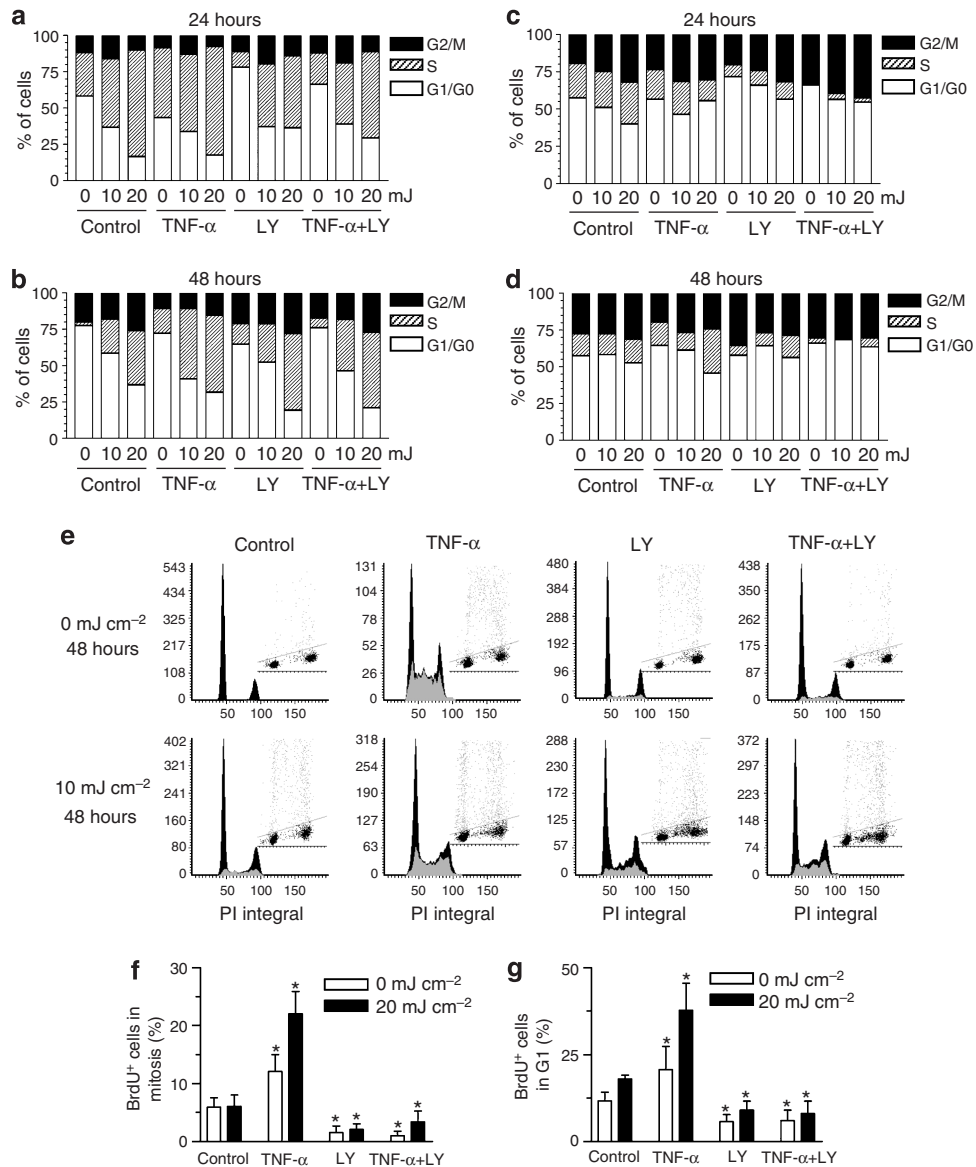 a
24 hours
100
75
50
25
0
% of cells
G2/M
S
G1/G0
0 10 20 0 10 20 0 10 20 0 10 20 mJ
Control TNF-α LY TNF-α+LY
c
24 hours
100
75
50
25
0
% of cells
G2/M
S
G1/G0
0 10 20 0 10 20 0 10 20 0 10 20 mJ
Control TNF-α LY TNF-α+LY
b
48 hours
100
75
50
25
0
% of cells
G2/M
S
G1/G0
0 10 20 0 10 20 0 10 20 0 10 20 mJ
Control TNF-α LY TNF-α+LY
d
48 hours
100
75
50
25
0
% of cells
G2/M
S
G1/G0
0 10 20 0 10 20 0 10 20 0 10 20 mJ
Control TNF-α LY TNF-α+LY
e
Control TNF-α LY TNF-α+LY
0 mJ cm⁻²
48 hours
543
434
325
217
108
0
50 100 150
131
104
78
52
26
0
50 100 150
480
384
288
192
96
0
50 100 150
438
350
262
175
87
0
50 100 150
10 mJ cm⁻²
48 hours
402
321
241
160
80
0
50 100 150
PI integral
318
254
190
127
63
0
50 100 150
PI integral
288
230
172
125
57
0
50 100 150
PI integral
372
297
223
148
74
0
50 100 150
PI integral
f
30
20
10
0
BrdU⁺ cells in
mitosis (%)
0 mJ cm⁻²
20 mJ cm⁻²
* * * * * *
Control TNF-α LY TNF-α+LY
g
50
25
0
BrdU⁺ cells
in G1 (%)
0 mJ cm⁻²
20 mJ cm⁻²
* * * * * *
Control TNF-α LY TNF-α+LY